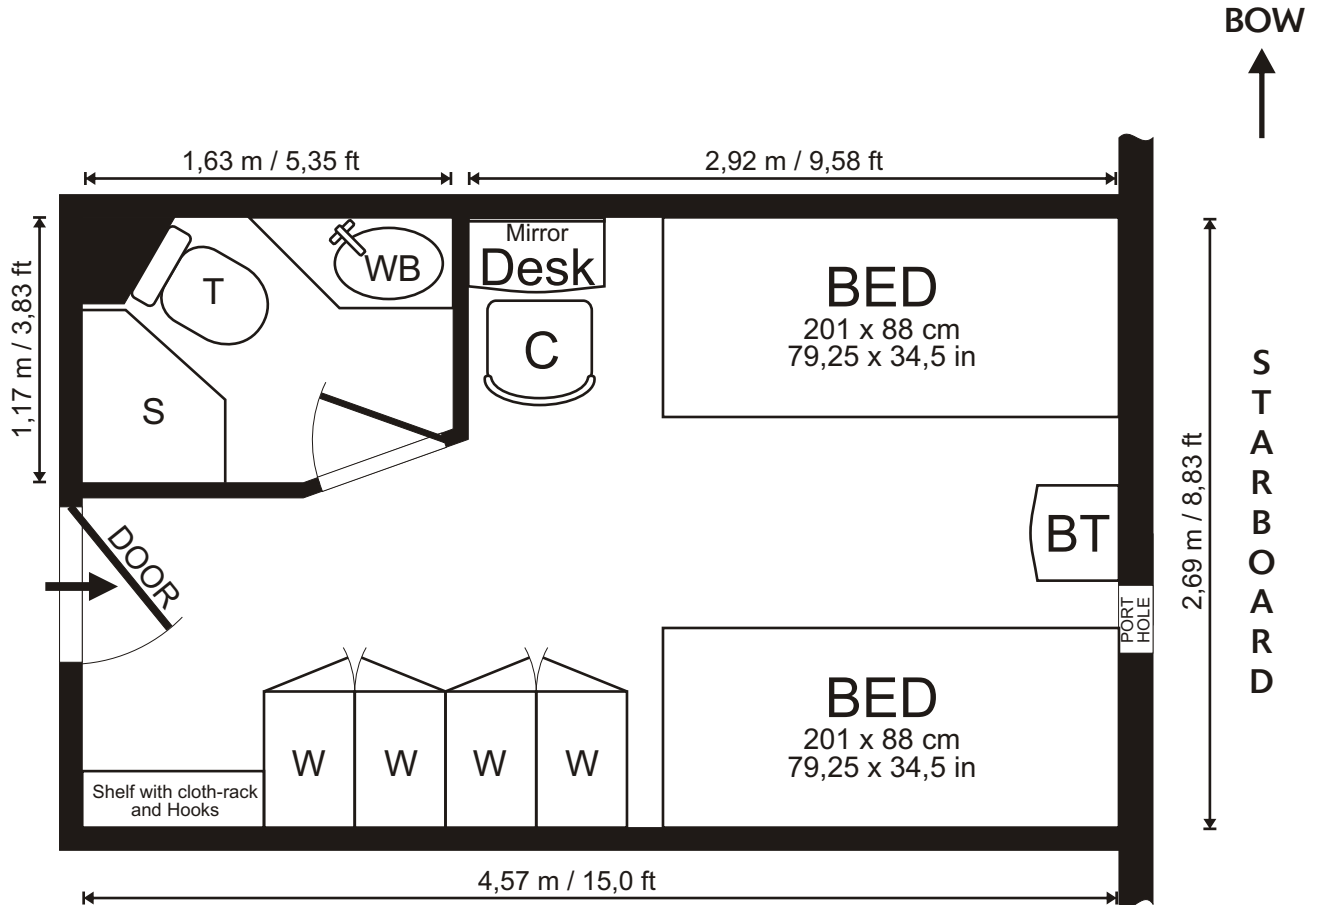 BOW
1,63 m / 5,35 ft
2,92 m / 9,58 ft
1,17 m / 3,83 ft
T
WB
Mirror
Desk
C
S
BED
201 x 88 cm
79,25 x 34,5 in
DOOR
BT
PORT
HOLE
2,69 m / 8,83 ft
STARBOARD
W
W
W
W
Shelf with cloth-rack
and Hooks
BED
201 x 88 cm
79,25 x 34,5 in
4,57 m / 15,0 ft